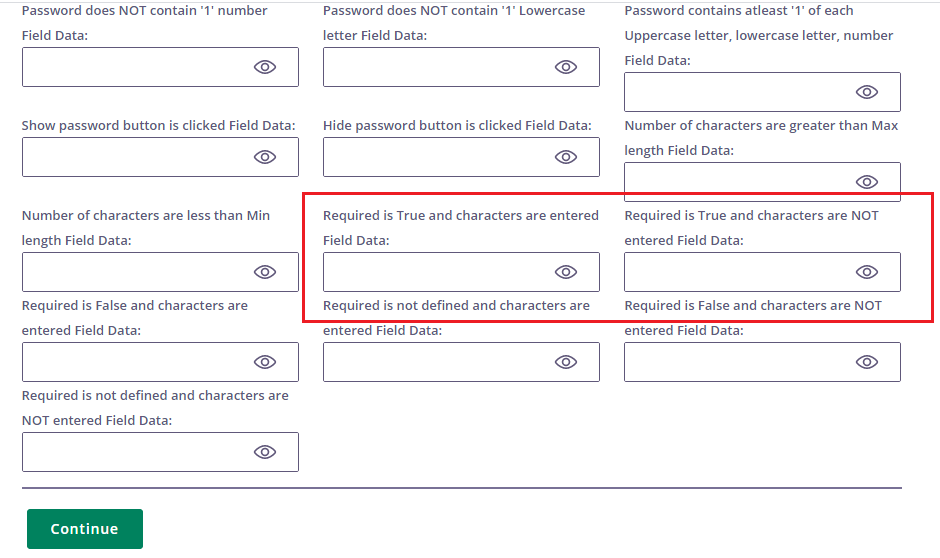 Password does NOT contain '1' number
Field Data:
Password does NOT contain '1' Lowercase
letter Field Data:
Password contains atleast '1' of each
Uppercase letter, lowercase letter, number
Field Data:
Show password button is clicked Field Data:
Hide password button is clicked Field Data:
Number of characters are greater than Max
length Field Data:
Number of characters are less than Min
length Field Data:
Required is True and characters are entered
Field Data:
Required is True and characters are NOT
entered Field Data:
Required is False and characters are
entered Field Data:
Required is not defined and characters are
entered Field Data:
Required is False and characters are NOT
entered Field Data:
Required is not defined and characters are
NOT entered Field Data:
Continue